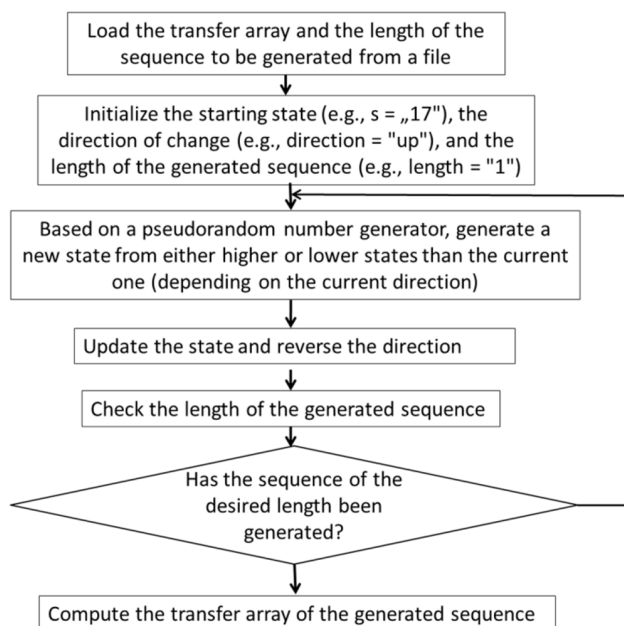 Load the transfer array and the length of the
sequence to be generated from a file
Initialize the starting state (e.g., s = „17"), the
direction of change (e.g., direction = "up"), and the
length of the generated sequence (e.g., length = "1")
Based on a pseudorandom number generator, generate a
new state from either higher or lower states than the current
one (depending on the current direction)
Update the state and reverse the direction
Check the length of the generated sequence
Has the sequence of the
desired length been
generated?
Compute the transfer array of the generated sequence